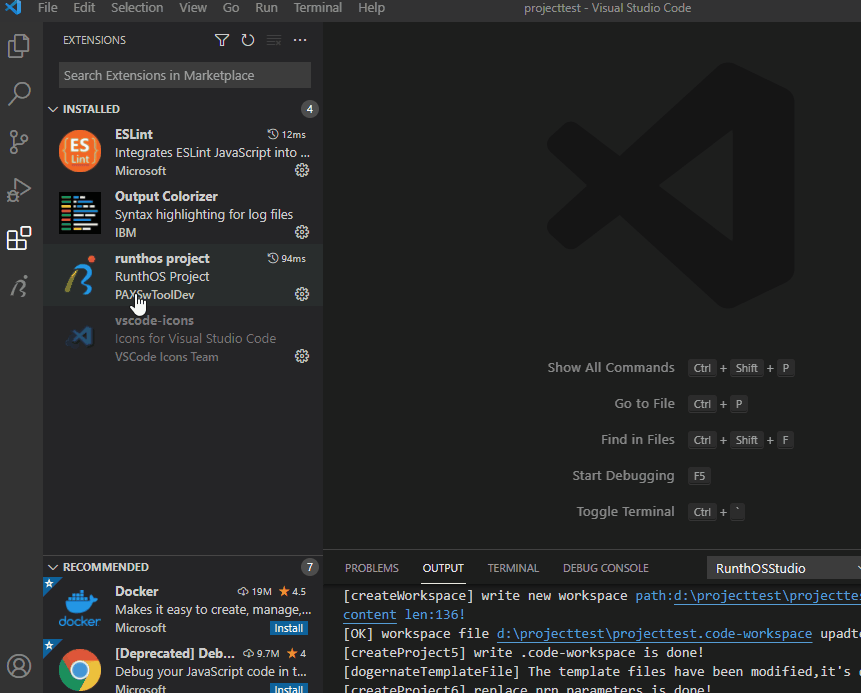 File Edit Selection View Go Run Terminal Help projecttest - Visual Studio Code
EXTENSIONS
Search Extensions in Marketplace
INSTALLED 4
ES
Lint
ESLint 12ms
Integrates ESLint JavaScript into ...
Microsoft
Output Colorizer
Syntax highlighting for log files
IBM
runthos project 94ms
RunthOS Project
PAXSwToolDev
vscode-icons
Icons for Visual Studio Code
VSCode Icons Team
Show All Commands Ctrl + Shift + P
Go to File Ctrl + P
Find in Files Ctrl + Shift + F
Start Debugging F5
Toggle Terminal Ctrl + `
RECOMMENDED 7
docker
Docker 19M 4.5
Makes it easy to create, manage,...
Microsoft Install
[Deprecated] Deb... 9.7M 4
Debug your JavaScript code in t...
Microsoft Install
PROBLEMS OUTPUT TERMINAL DEBUG CONSOLE RunthOSStudio
[createWorkspace] write new workspace path:d:\projecttest\projecttes
content len:136!
[OK] workspace file d:\projecttest\projecttest.code-workspace upadte
[createProject5] write .code-workspace is done!
[dogernateTemplateFile] The template files have been modified,it's
[createProject6] replace prn parameters is done!